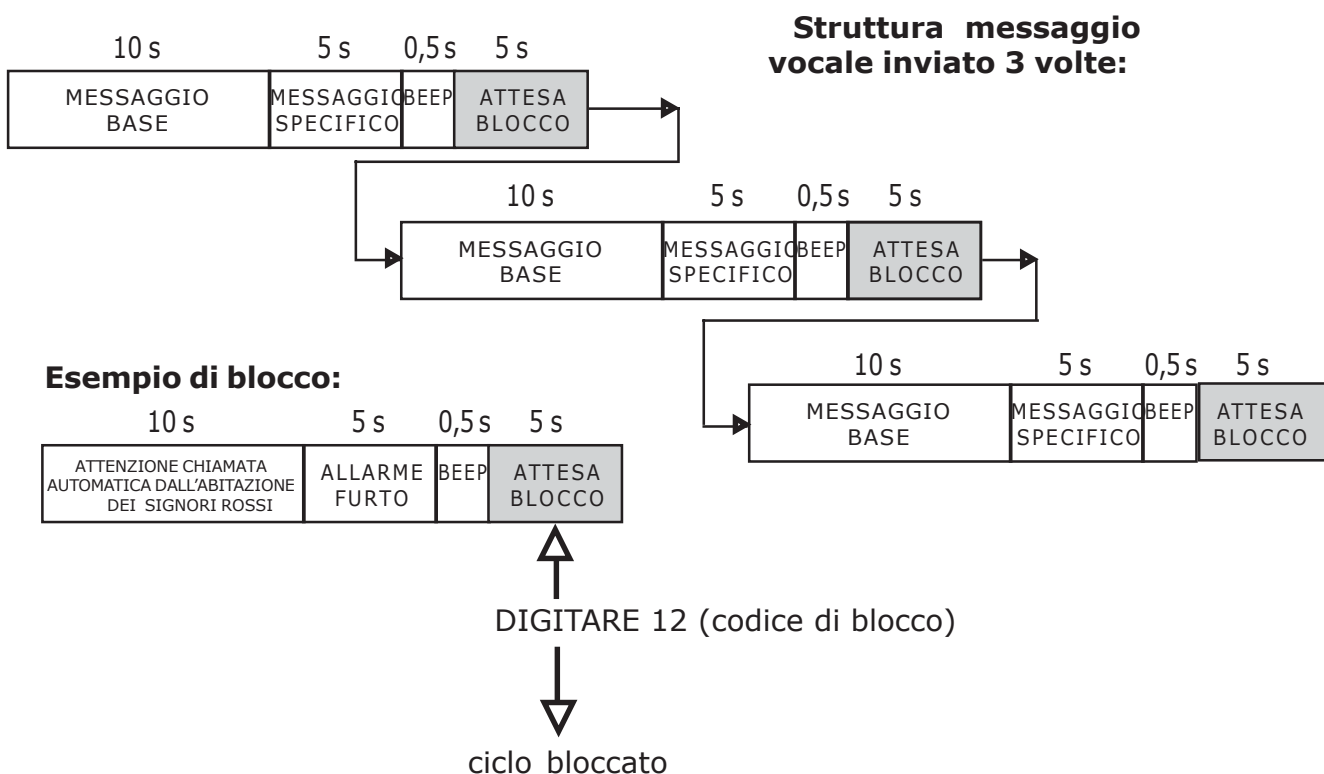 Struttura messaggio
vocale inviato 3 volte:
10 s 5 s 0,5 s 5 s
MESSAGGIO BASE
MESSAGGIO SPECIFICO
BEEP
ATTESA BLOCCO
10 s 5 s 0,5 s 5 s
MESSAGGIO BASE
MESSAGGIO SPECIFICO
BEEP
ATTESA BLOCCO
10 s 5 s 0,5 s 5 s
MESSAGGIO BASE
MESSAGGIO SPECIFICO
BEEP
ATTESA BLOCCO
Esempio di blocco:
10 s 5 s 0,5 s 5 s
ATTENZIONE CHIAMATA
AUTOMATICA DALL'ABITAZIONE
DEI SIGNORI ROSSI
ALLARME
FURTO
BEEP
ATTESA
BLOCCO
DIGITARE 12 (codice di blocco)
ciclo bloccato